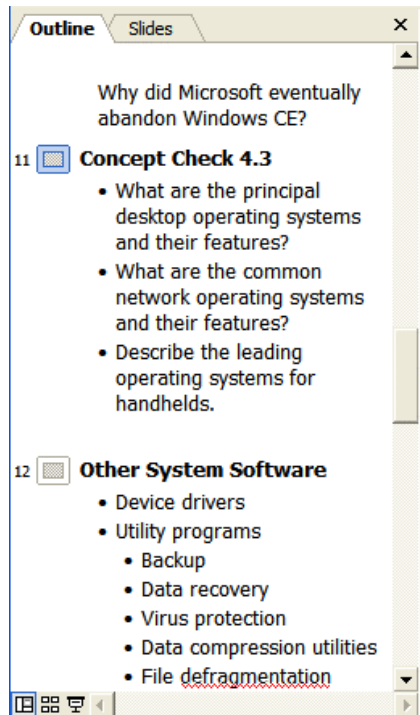 Outline Slides
Why did Microsoft eventually
abandon Windows CE?
11 Concept Check 4.3
• What are the principal
desktop operating systems
and their features?
• What are the common
network operating systems
and their features?
• Describe the leading
operating systems for
handhelds.
12 Other System Software
• Device drivers
• Utility programs
• Backup
• Data recovery
• Virus protection
• Data compression utilities
• File defragmentation